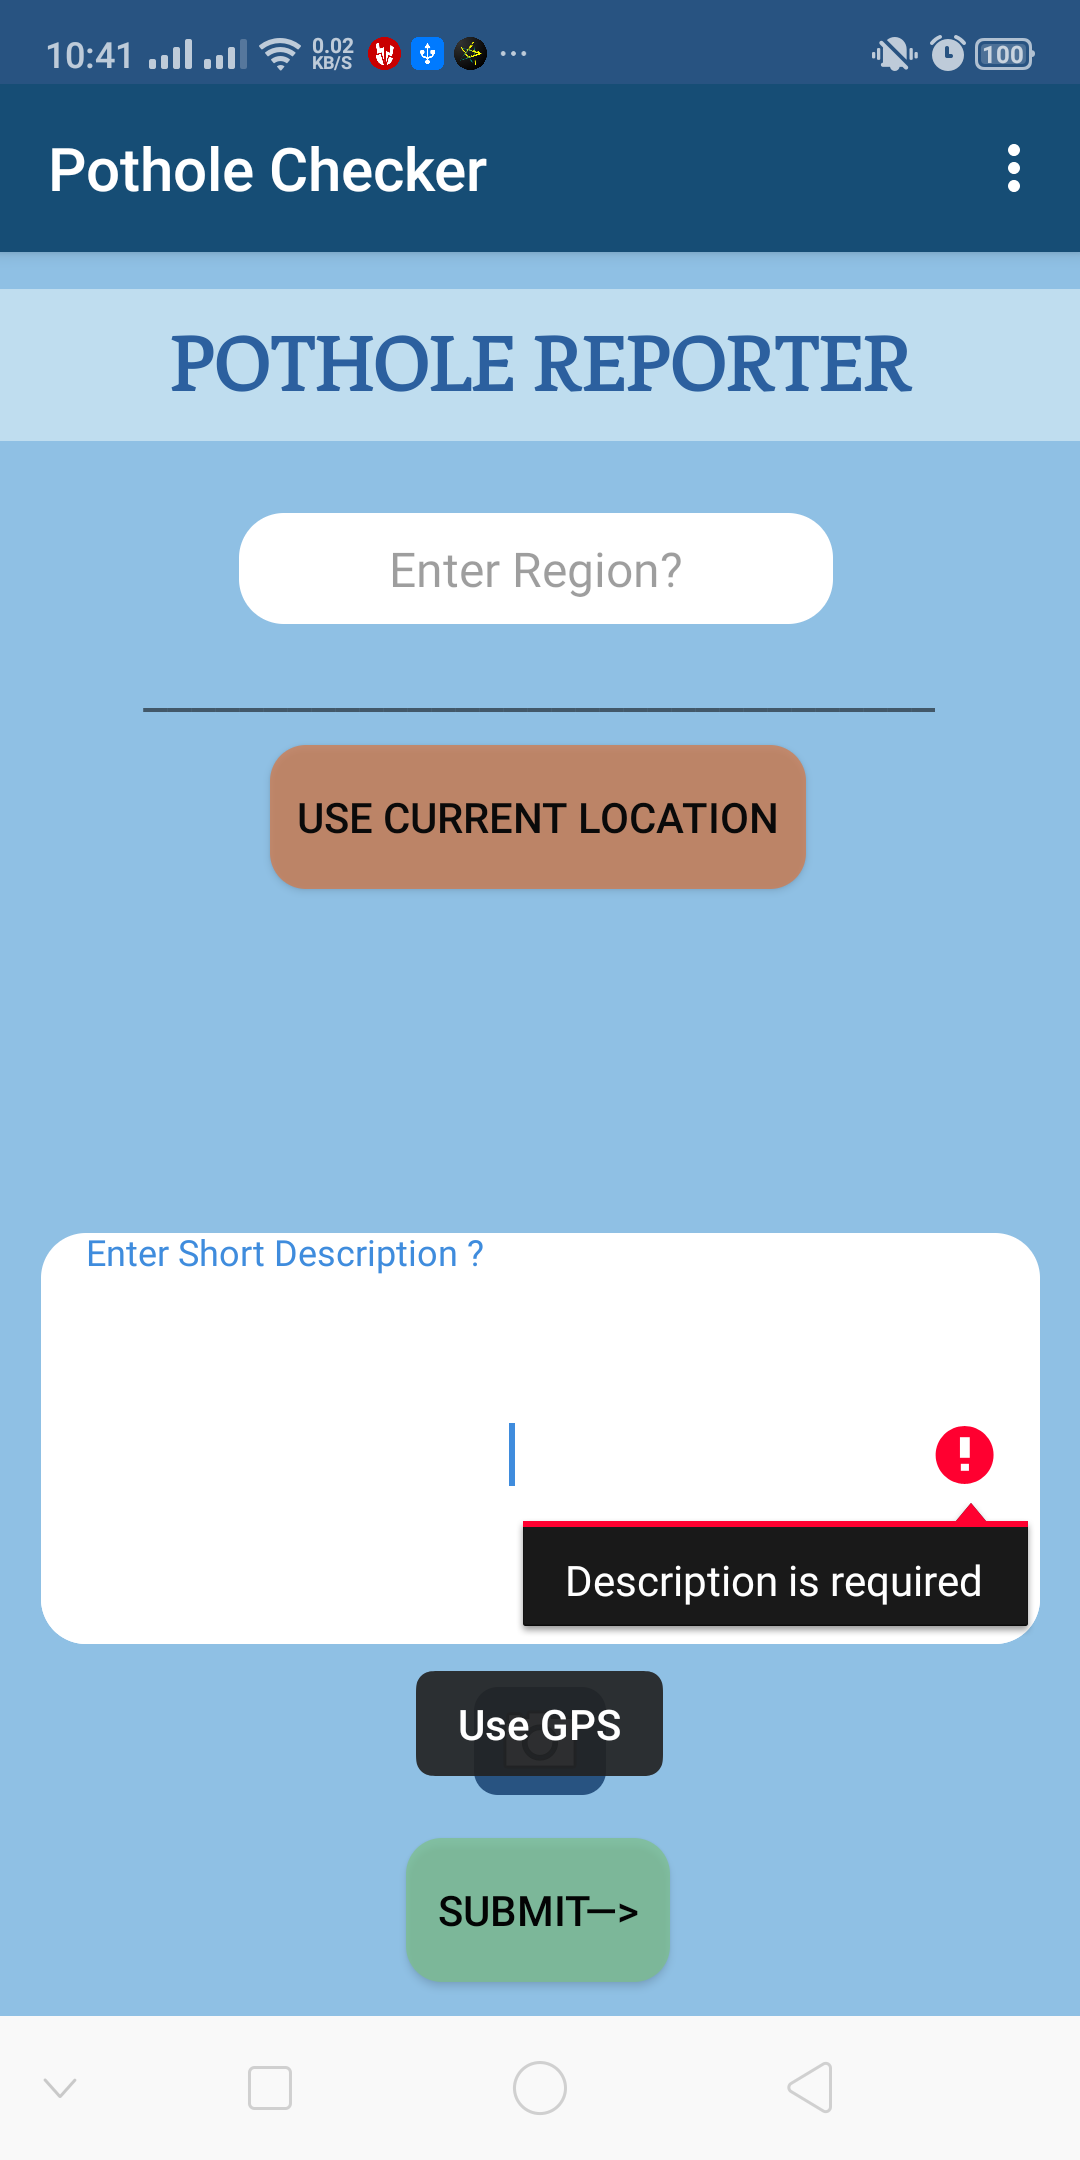 10:41 0.02 KB/S 100
Pothole Checker
POTHOLE REPORTER
Enter Region?
USE CURRENT LOCATION
Enter Short Description ?
Description is required
Use GPS
SUBMIT-->